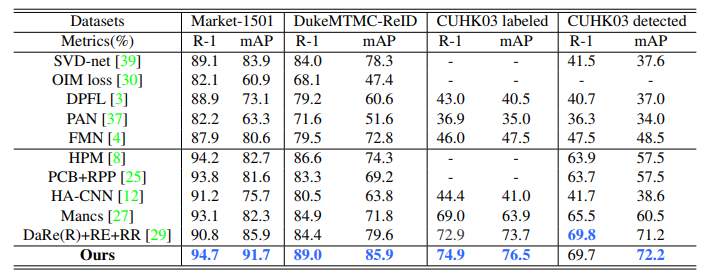 Datasets Market-1501 DukeMTMC-ReID CUHK03 labeled CUHK03 detected
Metrics(%) R-1 mAP R-1 mAP R-1 mAP R-1 mAP
SVD-net [39] 89.1 83.9 84.0 78.3 - - 41.5 37.6
OIM loss [30] 82.1 60.9 68.1 47.4 - - - -
DPFL [3] 88.9 73.1 79.2 60.6 43.0 40.5 40.7 37.0
PAN [37] 82.2 63.3 71.6 51.6 36.9 35.0 36.3 34.0
FMN [4] 87.9 80.6 79.5 72.8 46.0 47.5 47.5 48.5
HPM [8] 94.2 82.7 86.6 74.3 - - 63.9 57.5
PCB+RPP [25] 93.8 81.6 83.3 69.2 - - 63.7 57.5
HA-CNN [12] 91.2 75.7 80.5 63.8 44.4 41.0 41.7 38.6
Mancs [27] 93.1 82.3 84.9 71.8 69.0 63.9 65.5 60.5
DaRe(R)+RE+RR [29] 90.8 85.9 84.4 79.6 72.9 73.7 69.8 71.2
Ours 94.7 91.7 89.0 85.9 74.9 76.5 69.7 72.2